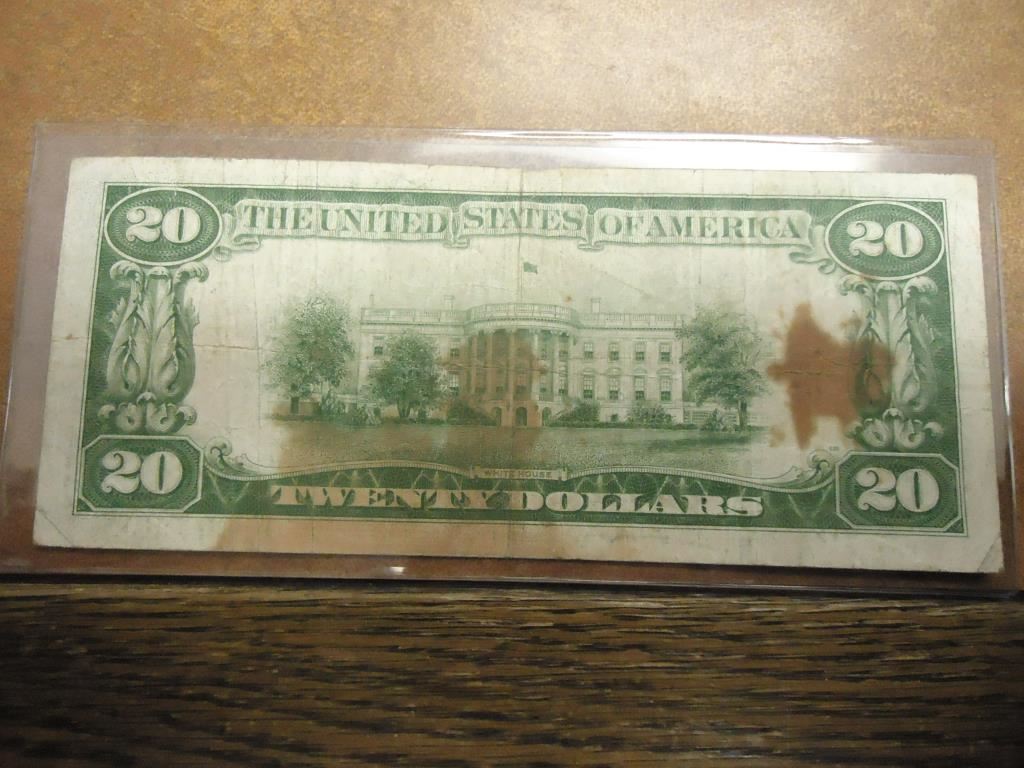 20 THE UNITED STATES OF AMERICA 20
WHITE HOUSE
20 TWENTY DOLLARS 20